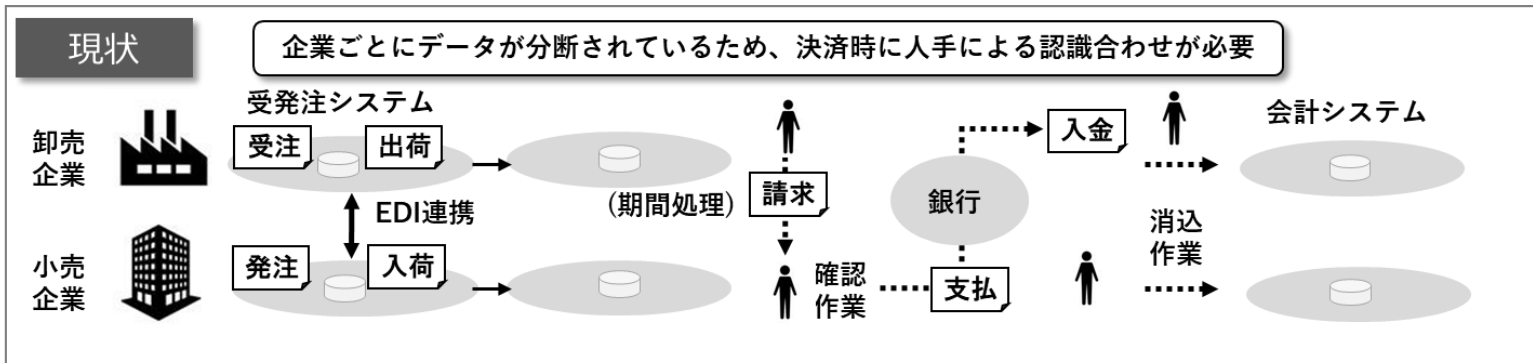 現状
企業ごとにデータが分断されているため、決済時に人手による認識合わせが必要
卸売
企業
受発注システム
受注
出荷
EDI連携
(期間処理)
請求
銀行
入金
会計システム
小売
企業
発注
入荷
確認
作業
支払
消込
作業